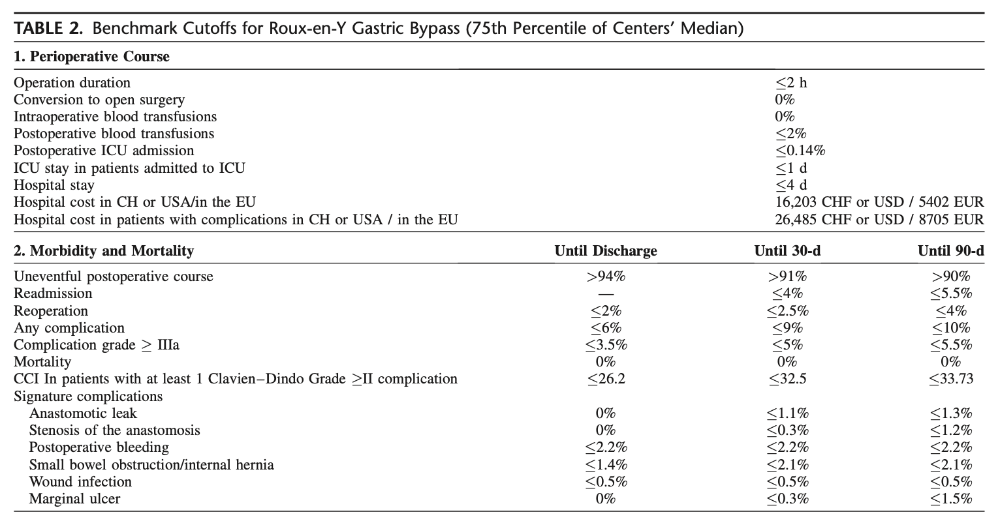 TABLE 2. Benchmark Cutoffs for Roux-en-Y Gastric Bypass (75th Percentile of Centers' Median)
1. Perioperative Course
Operation duration ≤2 h
Conversion to open surgery 0%
Intraoperative blood transfusions 0%
Postoperative blood transfusions ≤2%
Postoperative ICU admission ≤0.14%
ICU stay in patients admitted to ICU ≤1 d
Hospital stay ≤4 d
Hospital cost in CH or USA/in the EU 16,203 CHF or USD / 5402 EUR
Hospital cost in patients with complications in CH or USA / in the EU 26,485 CHF or USD / 8705 EUR
2. Morbidity and Mortality Until Discharge Until 30-d Until 90-d
Uneventful postoperative course >94% >91% >90%
Readmission — ≤4% ≤5.5%
Reoperation ≤2% ≤2.5% ≤4%
Any complication ≤6% ≤9% ≤10%
Complication grade ≥ IIIa ≤3.5% ≤5% ≤5.5%
Mortality 0% 0% 0%
CCI In patients with at least 1 Clavien–Dindo Grade ≥II complication ≤26.2 ≤32.5 ≤33.73
Signature complications
Anastomotic leak 0% ≤1.1% ≤1.3%
Stenosis of the anastomosis 0% ≤0.3% ≤1.2%
Postoperative bleeding ≤2.2% ≤2.2% ≤2.2%
Small bowel obstruction/internal hernia ≤1.4% ≤2.1% ≤2.1%
Wound infection ≤0.5% ≤0.5% ≤0.5%
Marginal ulcer 0% ≤0.3% ≤1.5%